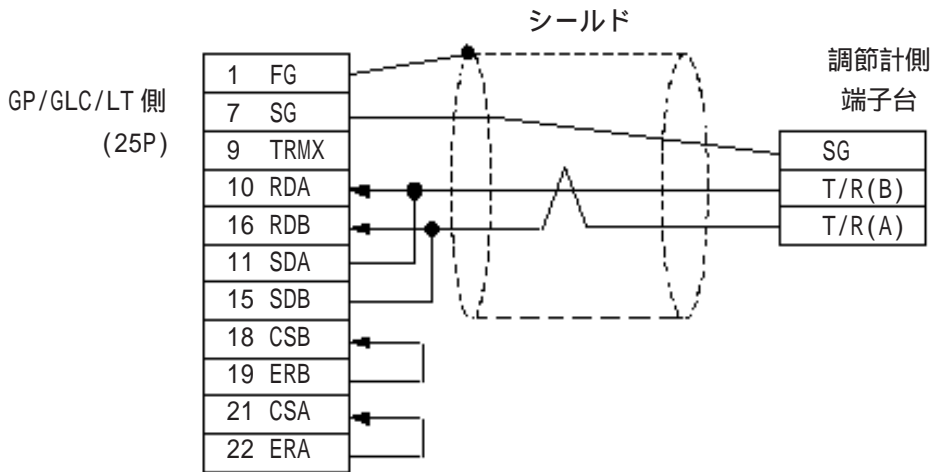 シールド
GP/GLC/LT 側
(25P)
1 FG
7 SG
9 TRMX
10 RDA
16 RDB
11 SDA
15 SDB
18 CSB
19 ERB
21 CSA
22 ERA
調節計側
端子台
SG
T/R(B)
T/R(A)